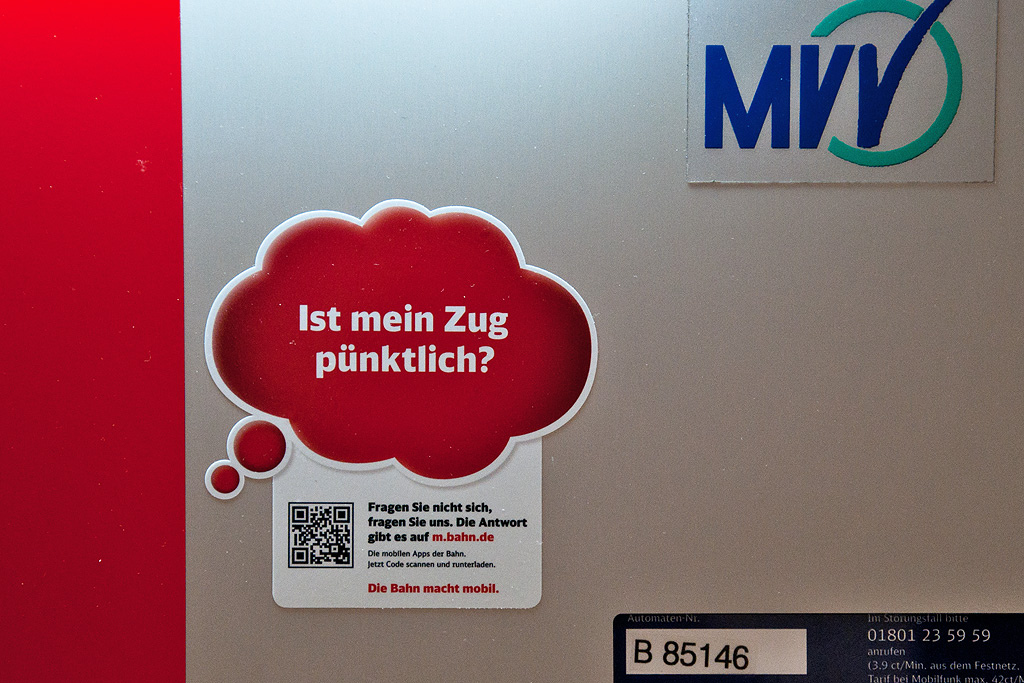 MVV
Ist mein Zug
pünktlich?
Fragen Sie nicht sich,
fragen Sie uns. Die Antwort
gibt es auf m.bahn.de
Die mobilen Apps der Bahn.
Jetzt Code scannen und runterladen.
Die Bahn macht mobil.
Automaten-Nr.
B 85146
Im Störungsfall bitte
01801 23 59 59
anrufen
(3,9 ct/Min. aus dem Festnetz,
Tarif bei Mobilfunk max. 42ct/M